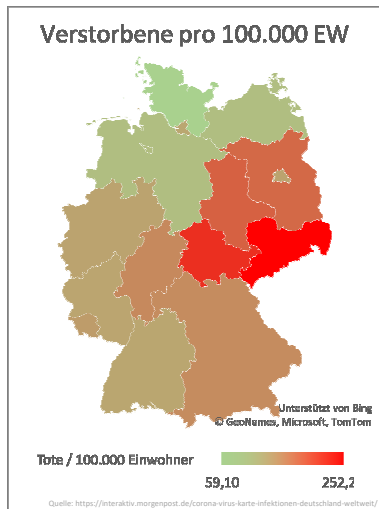 Verstorbene pro 100.000 EW
Unterstützt von Bing
© GeoNames, Microsoft, TomTom
Tote / 100.000 Einwohner
59,10
252,2
Quelle: https://interaktiv.morgenpost.de/corona-virus-karte-infektionen-deutschland-weltweit/